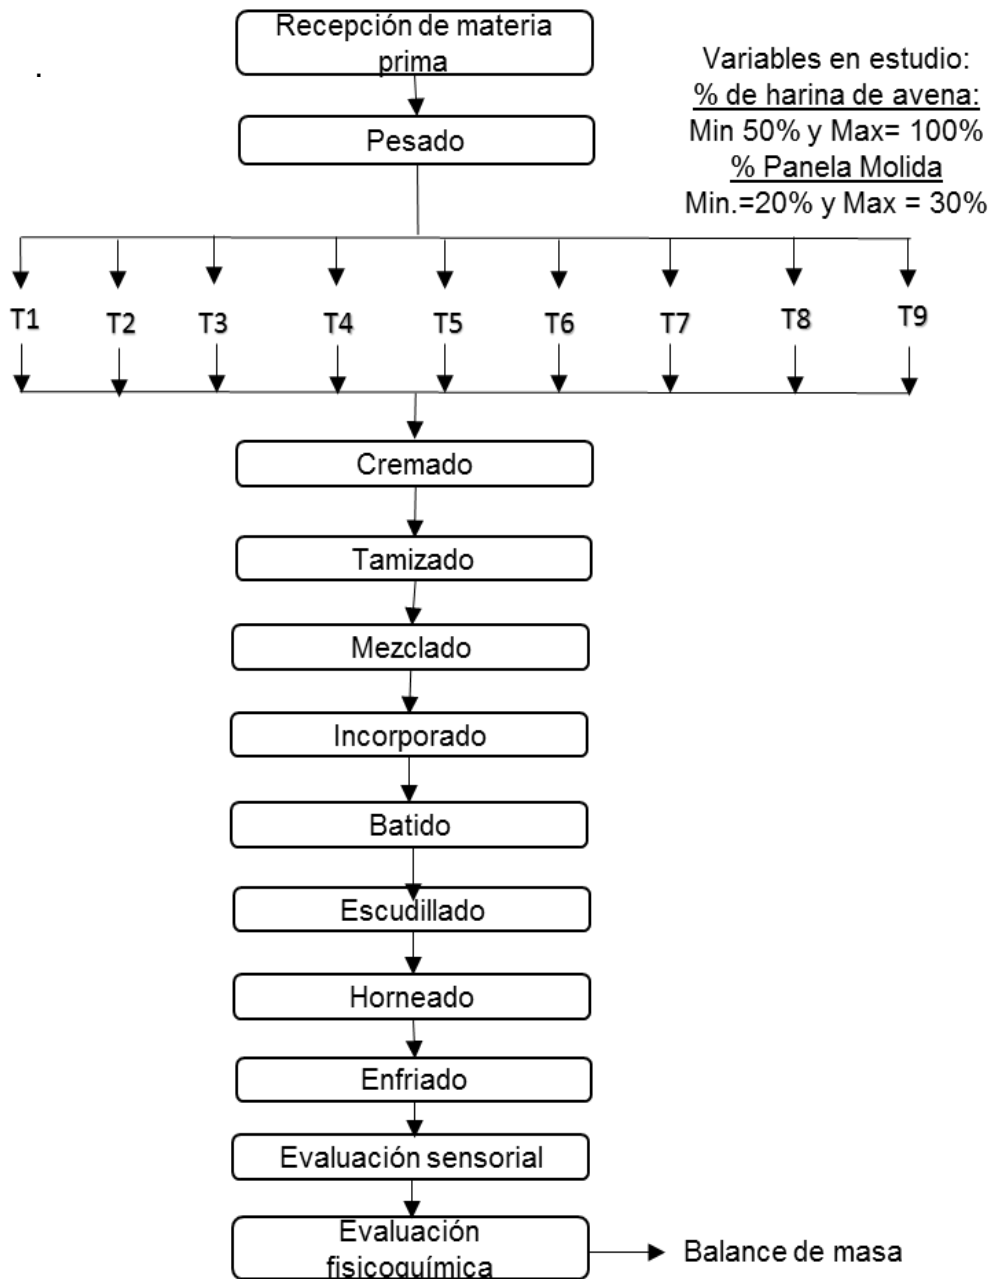 Recepción de materia
prima
.
Variables en estudio:
% de harina de avena:
Min 50% y Max= 100%
% Panela Molida
Min.=20% y Max = 30%
Pesado
T1 T2 T3 T4 T5 T6 T7 T8 T9
Cremado
Tamizado
Mezclado
Incorporado
Batido
Escudillado
Horneado
Enfriado
Evaluación sensorial
Evaluación
fisicoquímica
Balance de masa